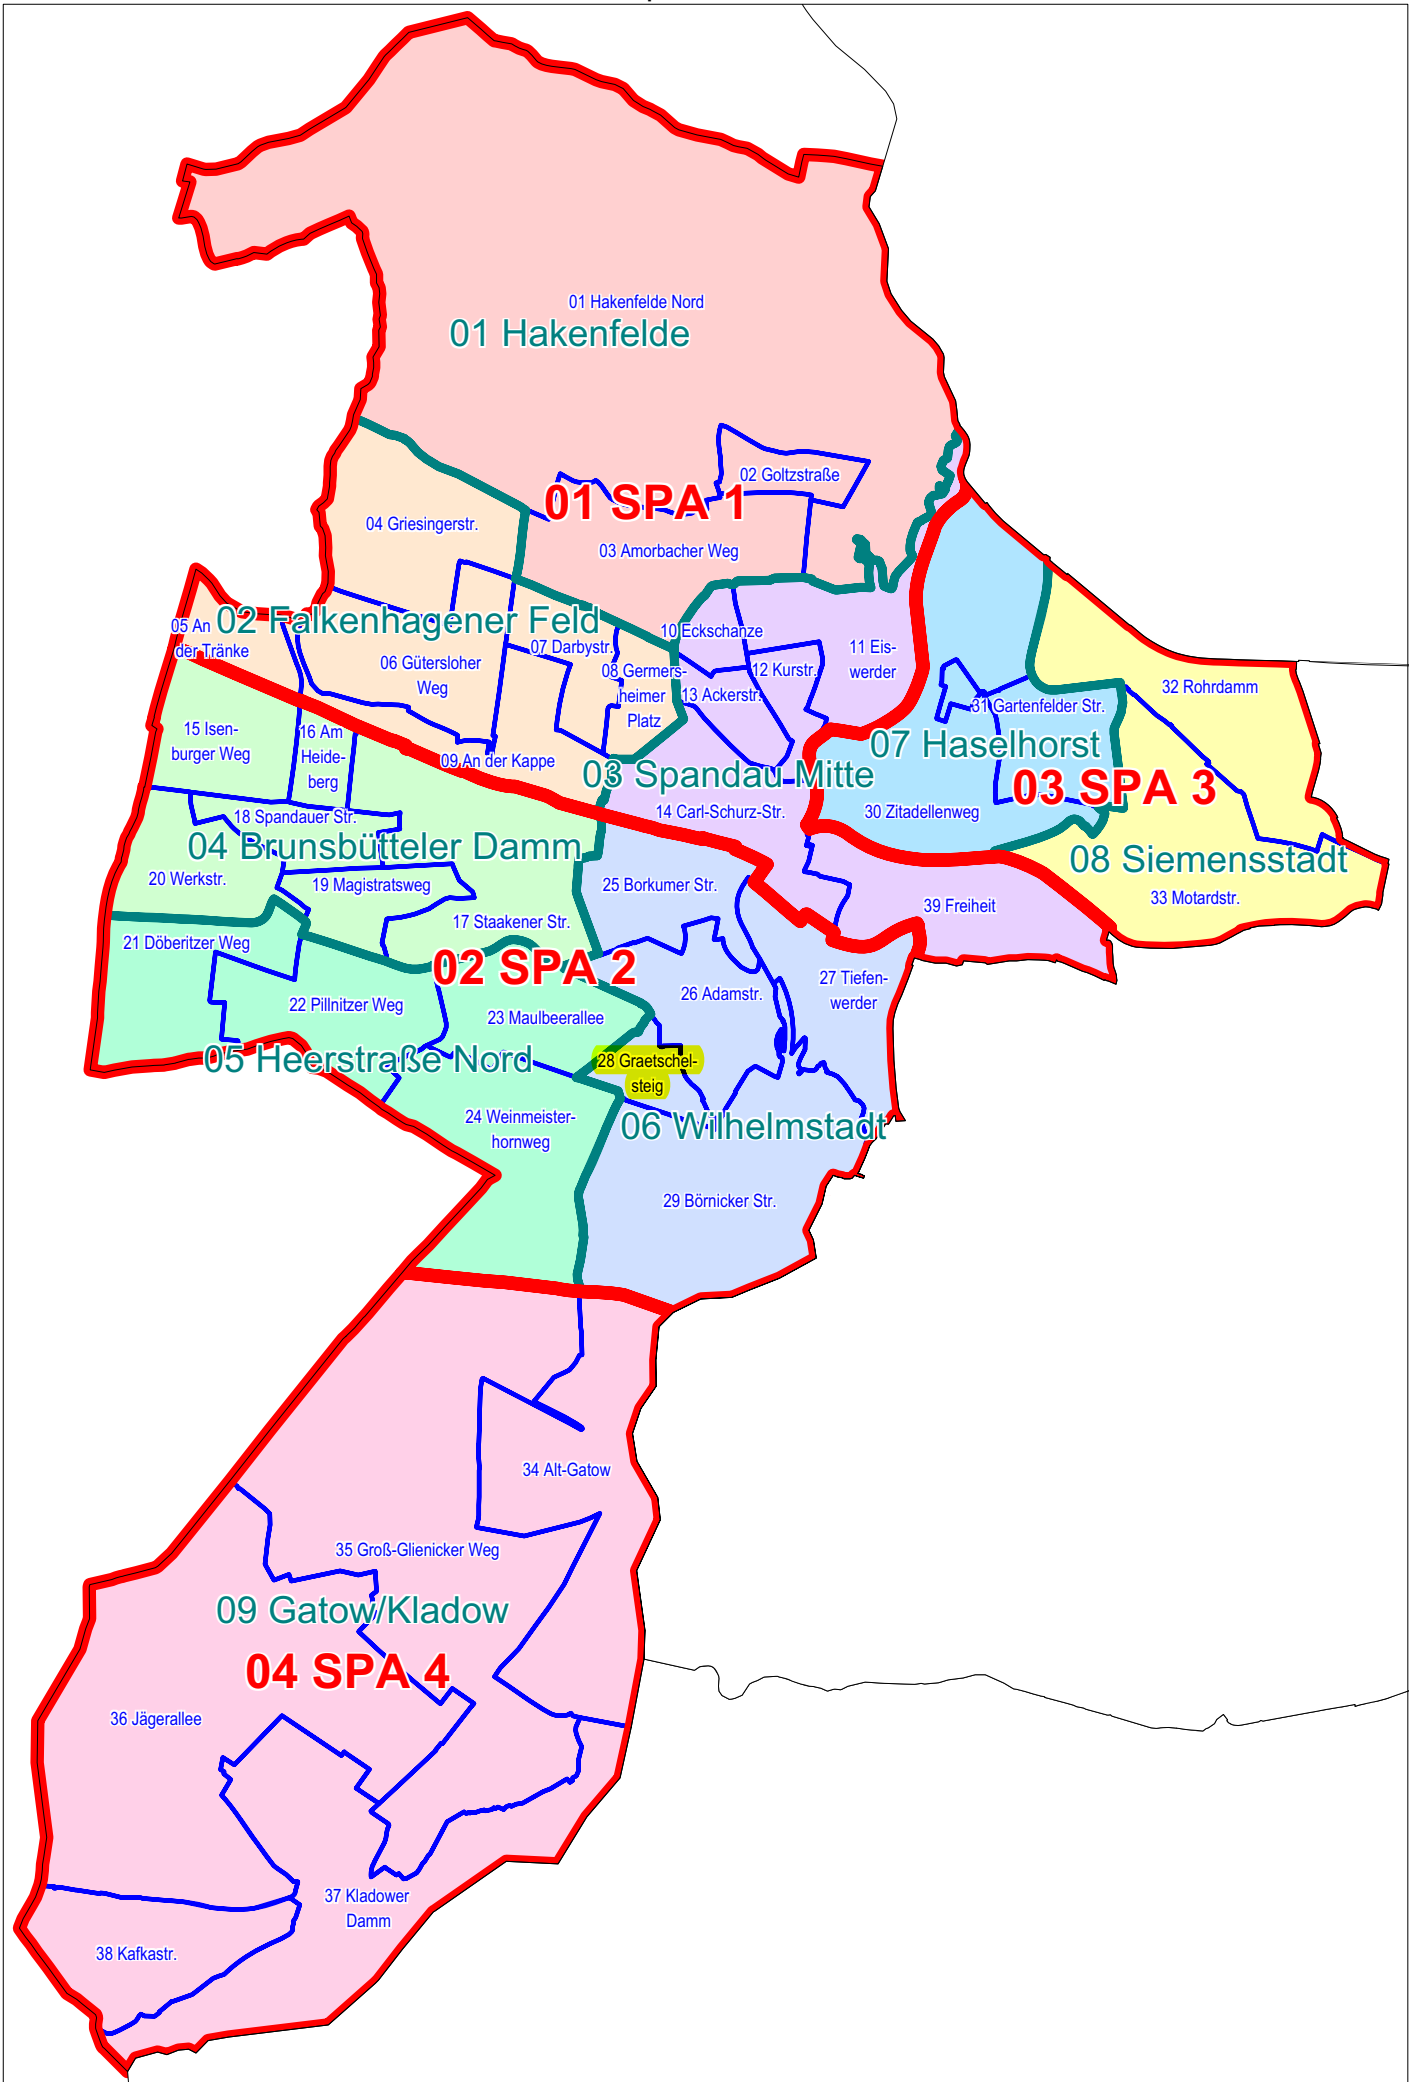 01 Hakenfelde Nord
01 Hakenfelde
02 Goltzstraße
01 SPA 1
04 Griesingerstr.
03 Amorbacher Weg
05 An
der Tränke
02 Falkenhagener Feld
10 Eckschanze
07 Darbystr.
11 Eis-
werder
06 Gütersloher
Weg
08 Germers-
heimer
Platz
12 Kurstr.
13 Ackerstr.
32 Rohrdamm
31 Gartenfelder Str.
15 Isen-
burger Weg
16 Am
Heide-
berg
07 Haselhorst
09 An der Kappe
03 Spandau Mitte
03 SPA 3
14 Carl-Schurz-Str.
30 Zitadellenweg
18 Spandauer Str.
04 Brunsbütteler Damm
08 Siemensstadt
20 Werkstr.
19 Magistratsweg
25 Borkumer Str.
33 Motardstr.
39 Freiheit
17 Staakener Str.
21 Döberitzer Weg
02 SPA 2
27 Tiefen-
werder
26 Adamstr.
22 Pillnitzer Weg
23 Maulbeerallee
05 Heerstraße Nord
28 Graetschel-
steig
24 Weinmeister-
hornweg
06 Wilhelmstadt
29 Börnicker Str.
34 Alt-Gatow
35 Groß-Glienicker Weg
09 Gatow/Kladow
04 SPA 4
36 Jägerallee
37 Kladower
Damm
38 Kafkastr.